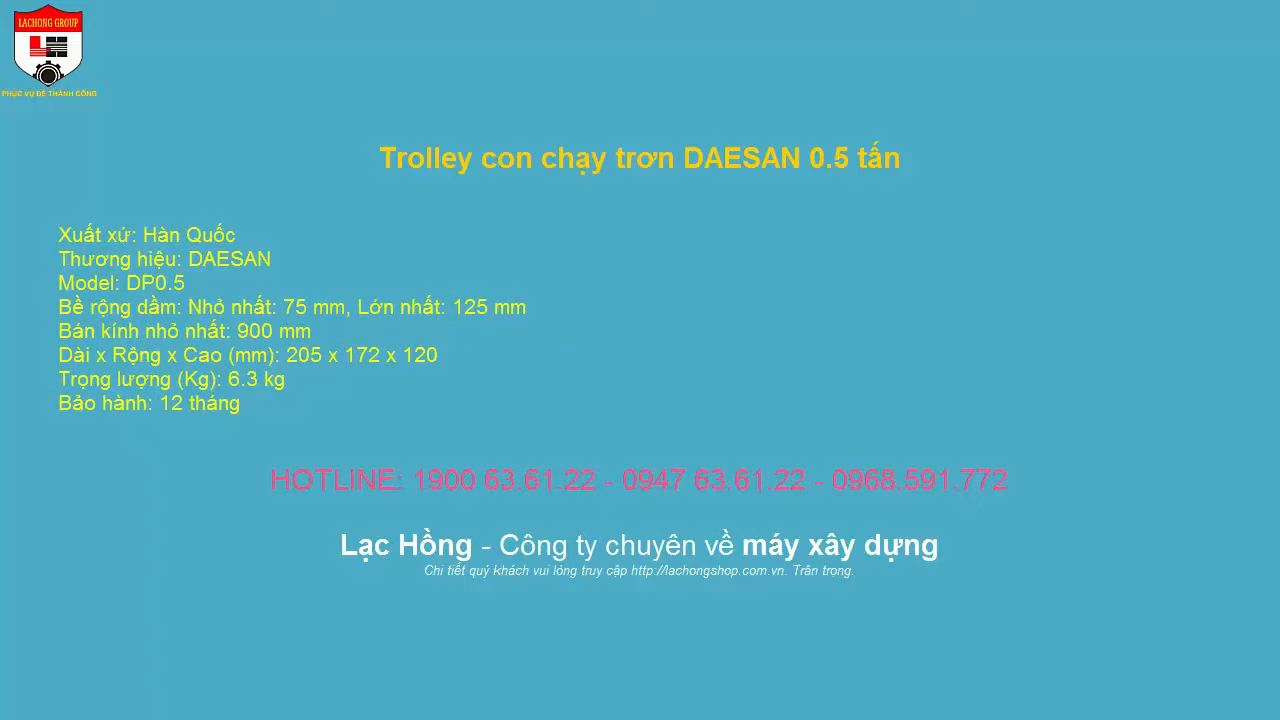 LACHONG GROUP
PHỤC VỤ ĐỂ THÀNH CÔNG
Trolley con chạy trơn DAESAN 0.5 tấn
Xuất xứ: Hàn Quốc
Thương hiệu: DAESAN
Model: DP0.5
Bề rộng dầm: Nhỏ nhất: 75 mm, Lớn nhất: 125 mm
Bán kính nhỏ nhất: 900 mm
Dài x Rộng x Cao (mm): 205 x 172 x 120
Trọng lượng (Kg): 6.3 kg
Bảo hành: 12 tháng
HOTLINE: 1900 63.61.22 - 0947 63.61.22 - 0968.591.772
Lạc Hồng - Công ty chuyên về máy xây dựng
Chi tiết quý khách vui lòng truy cập http://lachongshop.com.vn. Trân trọng.